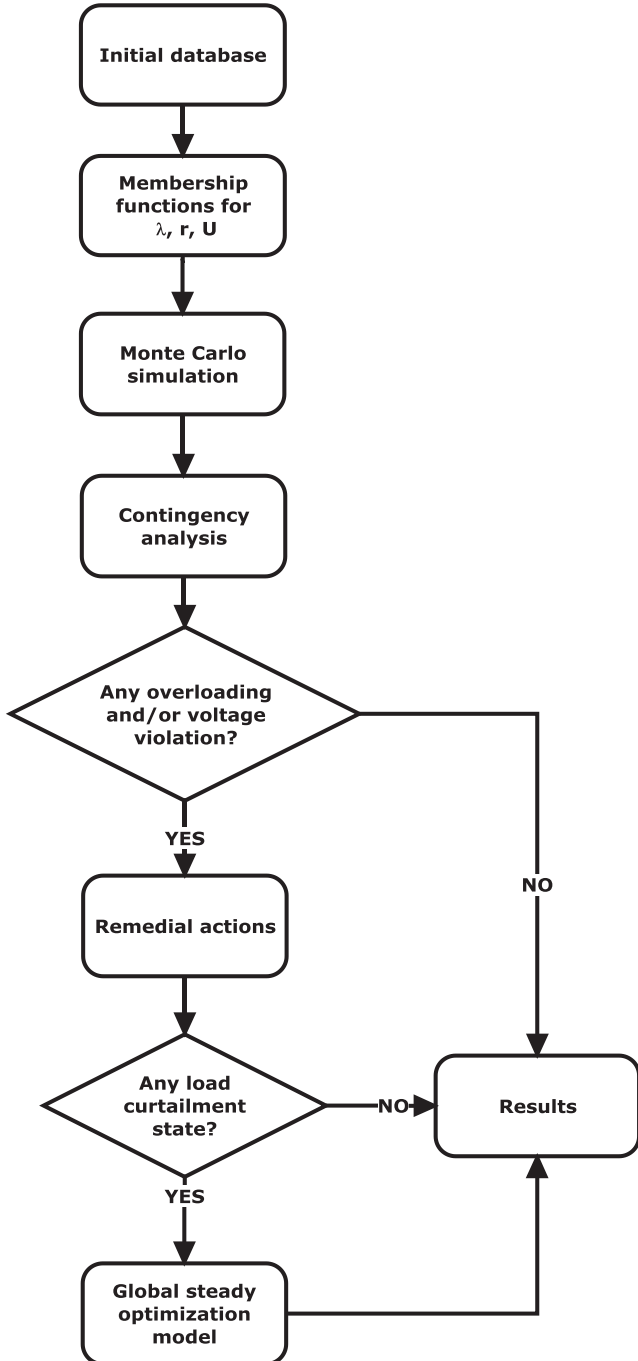 Initial database
Membership
functions for
λ, r, U
Monte Carlo
simulation
Contingency
analysis
Any overloading
and/or voltage
violation?
YES
NO
Remedial actions
Any load
curtailment
state?
NO
Results
YES
Global steady
optimization
model